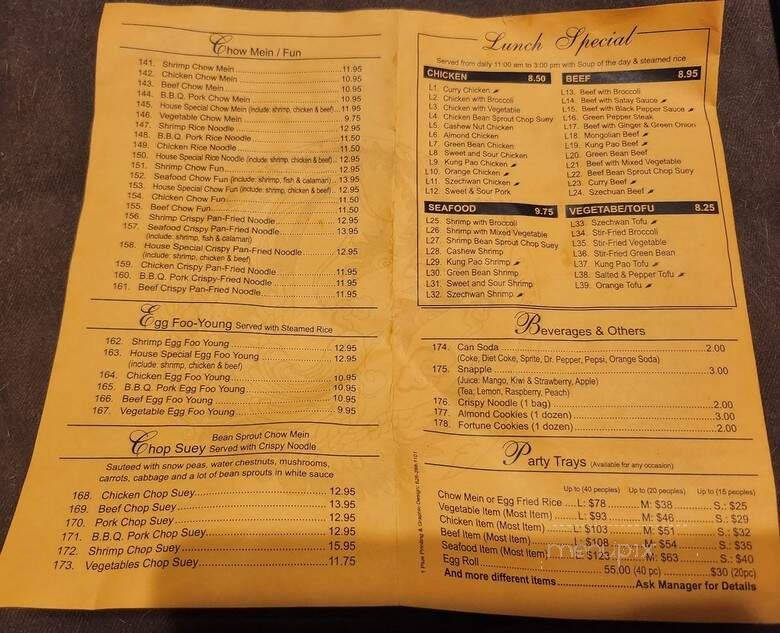 Chow Mein / Fun
141. Shrimp Chow Mein 11.95
142. Chicken Chow Mein 10.95
143. Beef Chow Mein 10.95
144. B.B.Q. Pork Chow Mein 10.95
145. House Special Chow Mein (include: shrimp, chicken & beef) 11.95
146. Vegetable Chow Mein 9.75
147. Shrimp Rice Noodle 12.95
148. B.B.Q. Pork Rice Noodle 11.50
149. Chicken Rice Noodle 11.50
150. House Special Rice Noodle (include: shrimp, chicken & beef) 12.95
151. Shrimp Chow Fun 12.95
152. Seafood Chow Fun (include: shrimp, fish & calamari) 13.95
153. House Special Chow Fun (include: shrimp, chicken & beef) 12.95
154. Chicken Chow Fun 11.50
155. Beef Chow Fun 11.50
156. Shrimp Crispy Pan-Fried Noodle 12.95
157. Seafood Crispy Pan-Fried Noodle 13.95
(include: shrimp, fish & calamari)
158. House Special Crispy Pan-Fried Noodle 12.95
(include: shrimp, chicken & beef)
159. Chicken Crispy Pan-Fried Noodle 11.95
160. B.B.Q. Pork Crispy-Fried Noodle 11.95
161. Beef Crispy Pan-Fried Noodle 11.95
Egg Foo-Young Served with Steamed Rice
162. Shrimp Egg Foo Young 12.95
163. House Special Egg Foo Young 12.95
(include: shrimp, chicken & beef)
164. Chicken Egg Foo Young 10.95
165. B.B.Q. Pork Egg Foo Young 10.95
166. Beef Egg Foo Young 10.95
167. Vegetable Egg Foo Young 9.95
Bean Sprout Chow Mein
Chop Suey Served with Crispy Noodle
Sauteed with snow peas, water chestnuts, mushrooms,
carrots, cabbage and a lot of bean sprouts in white sauce
168. Chicken Chop Suey 12.95
169. Beef Chop Suey 13.95
170. Pork Chop Suey 12.95
171. B.B.Q. Pork Chop Suey 12.95
172. Shrimp Chop Suey 15.95
173. Vegetables Chop Suey 11.75
Lunch Special
Served from daily 11:00 am to 3:00 pm with Soup of the day & steamed rice
CHICKEN 8.50
L1. Curry Chicken
L2. Chicken with Broccoli
L3. Chicken with Vegetable
L4. Chicken Bean Sprout Chop Suey
L5. Cashew Nut Chicken
L6. Almond Chicken
L7. Green Bean Chicken
L8. Sweet and Sour Chicken
L9. Kung Pao Chicken
L10. Orange Chicken
L11. Szechwan Chicken
L12. Sweet & Sour Pork
BEEF 8.95
L13. Beef with Broccoli
L14. Beef with Satay Sauce
L15. Beef with Black Pepper Sauce
L16. Green Pepper Steak
L17. Beef with Ginger & Green Onion
L18. Mongolian Beef
L19. Kung Pao Beef
L20. Green Bean Beef
L21. Beef with Mixed Vegetable
L22. Beef Bean Sprout Chop Suey
L23. Curry Beef
L24. Szechuan Beef
SEAFOOD 9.75
L25 Shrimp with Broccoli
L26 Shrimp with Mixed Vegetable
L27. Shrimp Bean Sprout Chop Suey
L28. Cashew Shrimp
L29. Kung Pao Shrimp
L30. Green Bean Shrimp
L31. Sweet and Sour Shrimp
L32. Szechwan Shrimp
VEGETABE/TOFU 8.25
L33. Szechwan Tofu
L34. Stir-Fried Broccoli
L35. Stir-Fried Vegetable
L36. Stir-Fried Green Bean
L37. Kung Pao Tofu
L38. Salted & Pepper Tofu
L39. Orange Tofu
Beverages & Others
174. Can Soda 2.00
(Coke, Diet Coke, Sprite, Dr. Pepper, Pepsi, Orange Soda)
175. Snapple 3.00
(Juice: Mango, Kiwi & Strawberry, Apple)
(Tea: Lemon, Raspberry, Peach)
176. Crispy Noodle (1 bag) 2.00
177. Almond Cookies (1 dozen) 3.00
178. Fortune Cookies (1 dozen) 2.00
Party Trays (Available for any occasion)
Up to (40 peoples) Up to (20 peoples) Up to (15 peoples)
Chow Mein or Egg Fried Rice L: $78 M: $38 S.: $25
Vegetable Item (Most Item) L: $93 M: $46 S.: $29
Chicken Item (Most Item) L: $103 M: $51 S.: $32
Beef Item (Most Item) L: $108 M: $54 S.: $35
Seafood Item (Most Item) $123 M: $63 S.: $40
Egg Roll 55.00 (40 pc) $30 (20pc)
And more different items Ask Manager for Details
menupix